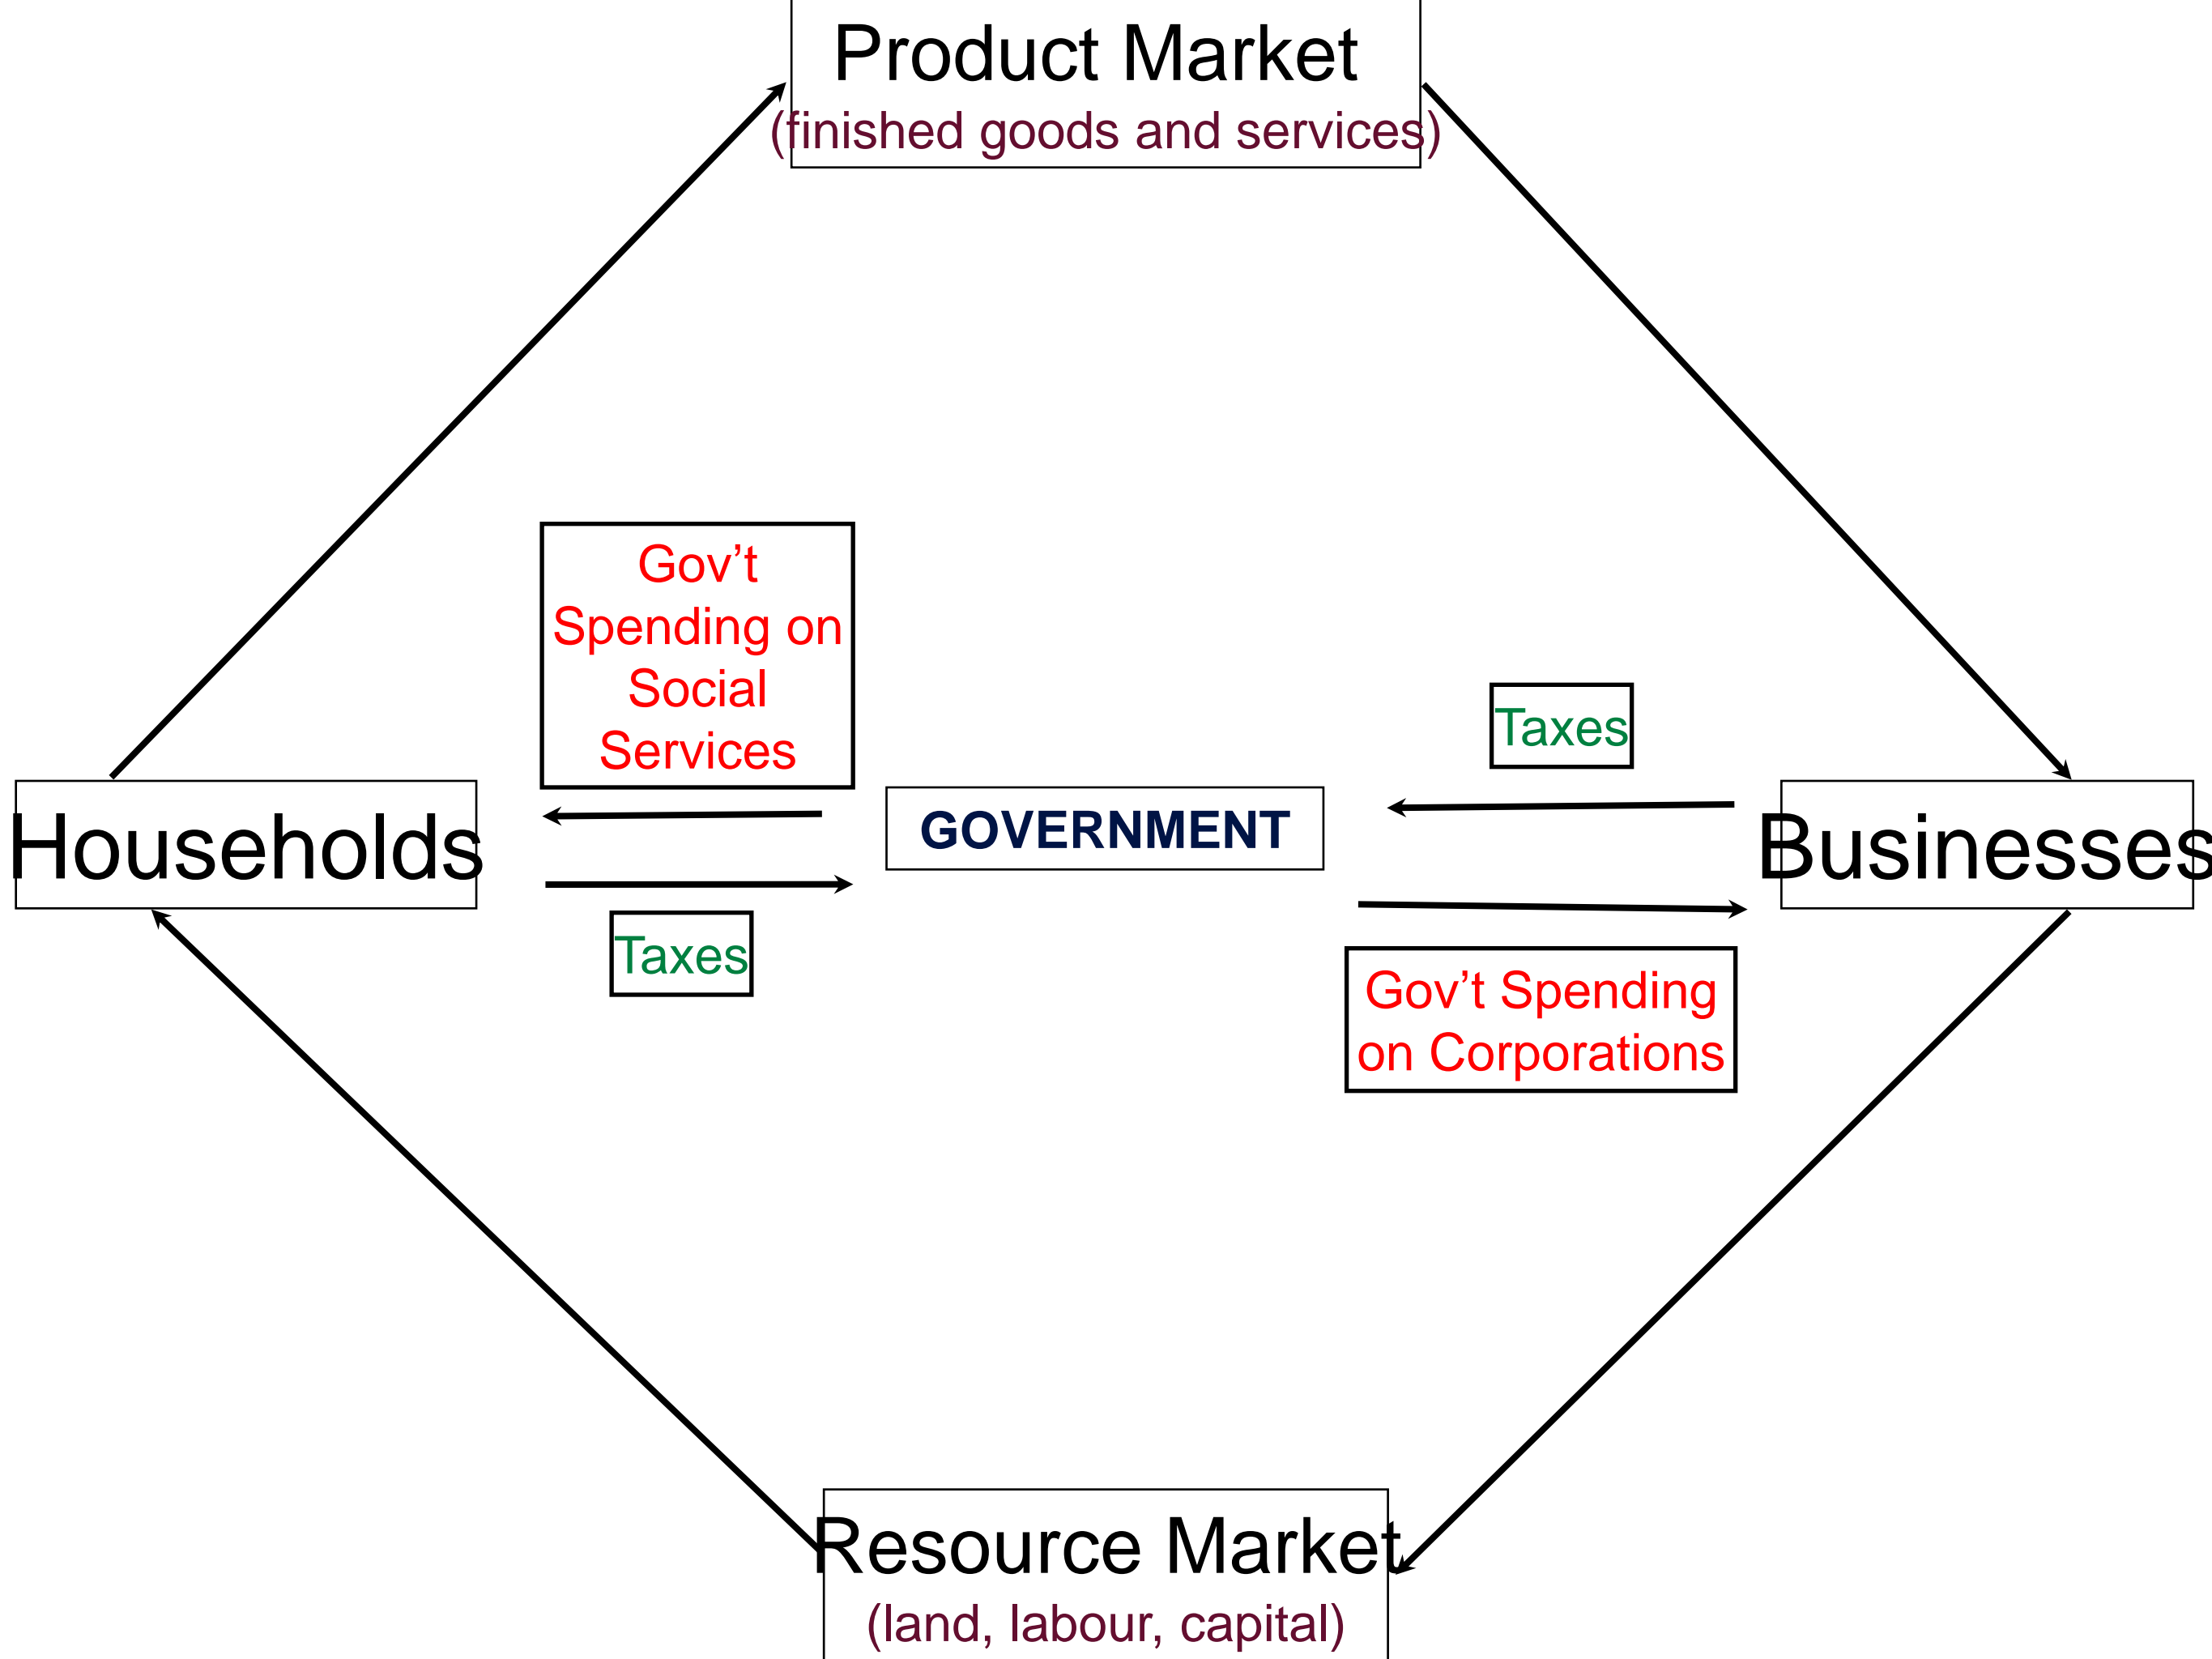 Product Market
(finished goods and services)
Gov’t
Spending on
Social
Services
Taxes
Households
GOVERNMENT
Businesses
Taxes
Gov’t Spending
on Corporations
Resource Market
(land, labour, capital)